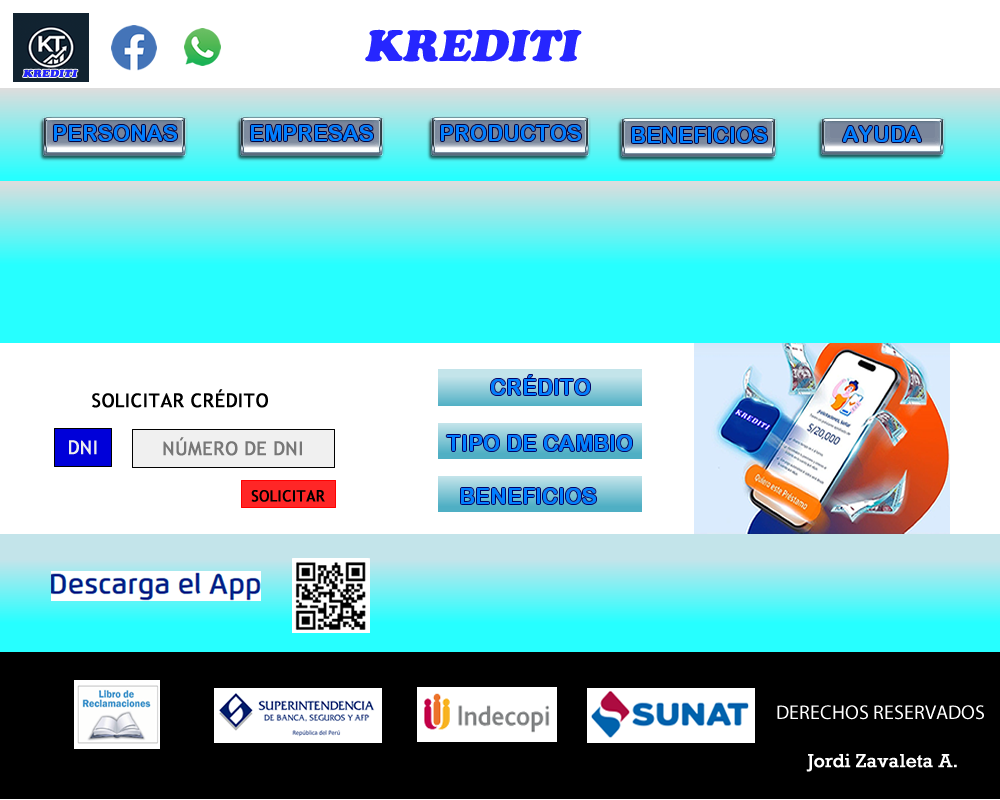 KT
KREDITI
KREDITI
PERSONAS
EMPRESAS
PRODUCTOS
BENEFICIOS
AYUDA
SOLICITAR CRÉDITO
DNI
NÚMERO DE DNI
SOLICITAR
CRÉDITO
TIPO DE CAMBIO
BENEFICIOS
KREDITI
S/20,000
Quiero este Préstamo
Descarga el App
Libro de
Reclamaciones
SUPERINTENDENCIA
DE BANCA, SEGUROS Y AFP
República del Perú
Indecopi
SUNAT
DERECHOS RESERVADOS
Jordi Zavaleta A.